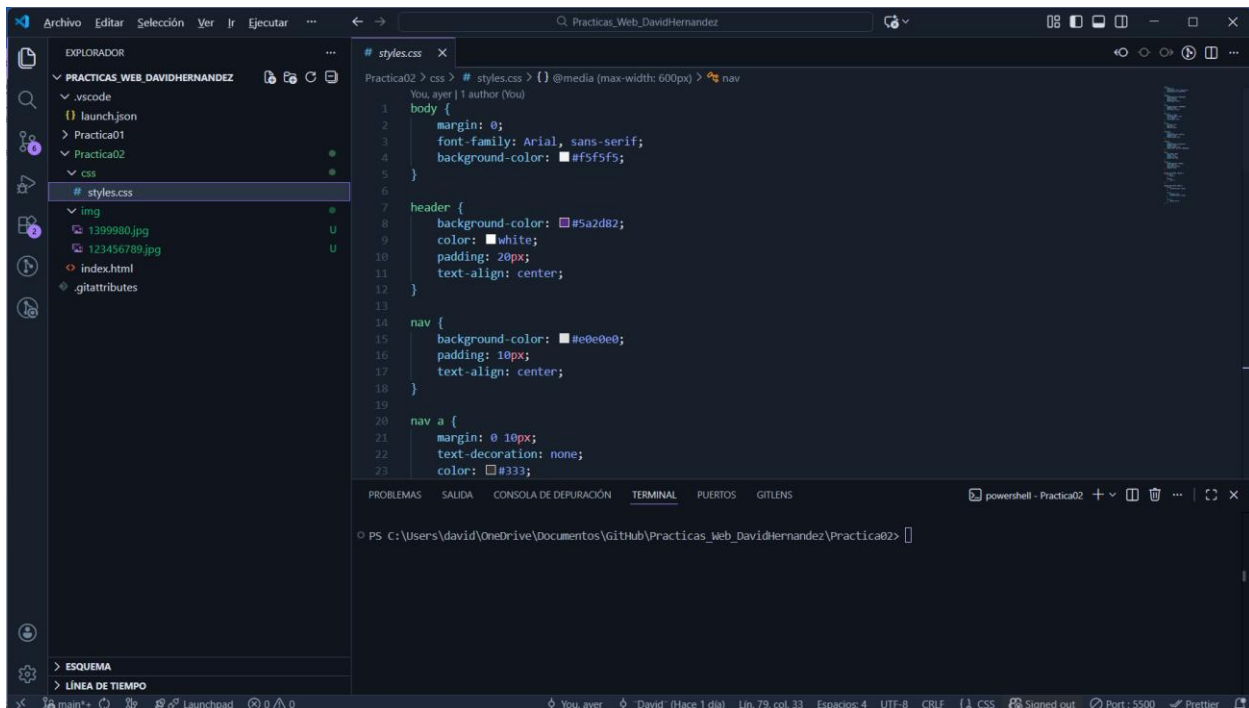 Archivo Editar Selección Ver Ir Ejecutar ··· Practicas_Web_DavidHernandez
EXPLORADOR ···
PRACTICAS_WEB_DAVIDHERNANDEZ
.vscode
{} launch.json
Practica01
Practica02
css
# styles.css
img
1399980.jpg U
123456789.jpg U
index.html
.gitattributes
ESQUEMA
LÍNEA DE TIEMPO
# styles.css
Practica02 > css > # styles.css > {} @media (max-width: 600px) > nav
You, ayer | 1 author (You)
1 body {
2 margin: 0;
3 font-family: Arial, sans-serif;
4 background-color: #f5f5f5;
5 }
6
7 header {
8 background-color: #5a2d82;
9 color: white;
10 padding: 20px;
11 text-align: center;
12 }
13
14 nav {
15 background-color: #e0e0e0;
16 padding: 10px;
17 text-align: center;
18 }
19
20 nav a {
21 margin: 0 10px;
22 text-decoration: none;
23 color: #333;
PROBLEMAS SALIDA CONSOLA DE DEPURACIÓN TERMINAL PUERTOS GITLENS powershell - Practica02
PS C:\Users\david\OneDrive\Documentos\GitHub\Practicas_Web_DavidHernandez\Practica02>
main*+ Launchpad 0 0 You, ayer "David" (Hace 1 día) Lín. 79, col. 33 Espacios: 4 UTF-8 CRLF {} CSS Signed out Port : 5500 Prettier